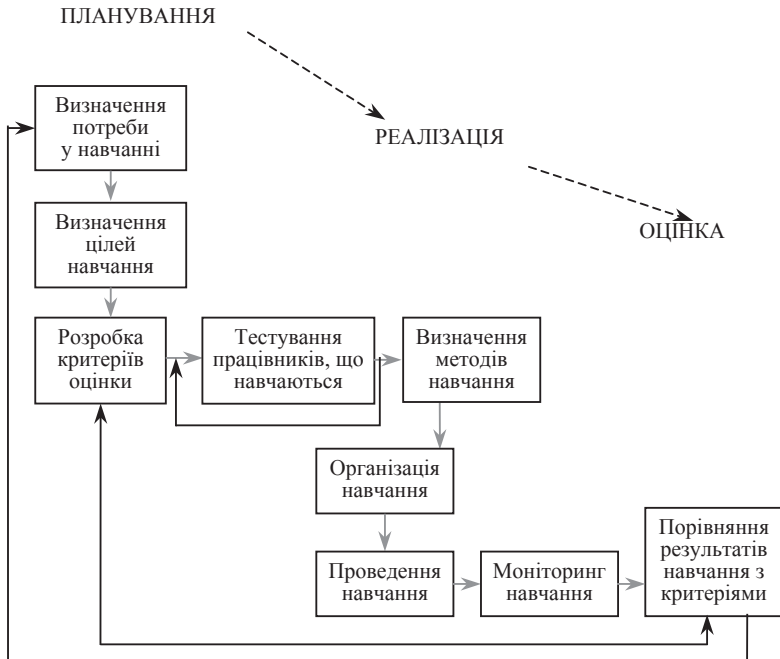 ПЛАНУВАННЯ
РЕАЛІЗАЦІЯ
ОЦІНКА
Визначення
потреби
у навчанні
Визначення
цілей
навчання
Розробка
критеріїв
оцінки
Тестування
працівників, що
навчаються
Визначення
методів
навчання
Організація
навчання
Проведення
навчання
Моніторинг
навчання
Порівняння
результатів
навчання з
критеріями